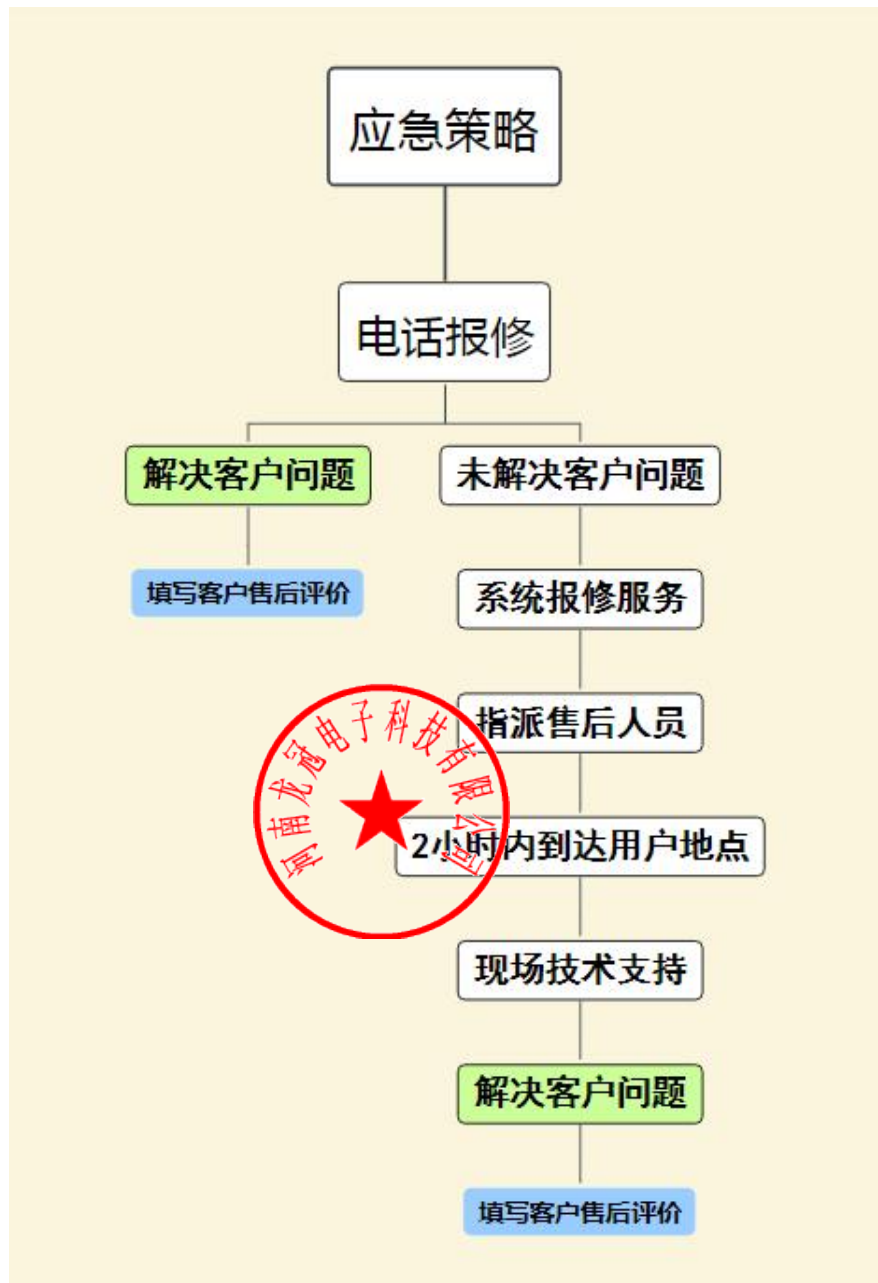 应急策略
电话报修
解决客户问题
未解决客户问题
填写客户售后评价
系统报修服务
指派售后人员
河南龙冠电子科技有限公司
2小时内到达用户地点
现场技术支持
解决客户问题
填写客户售后评价